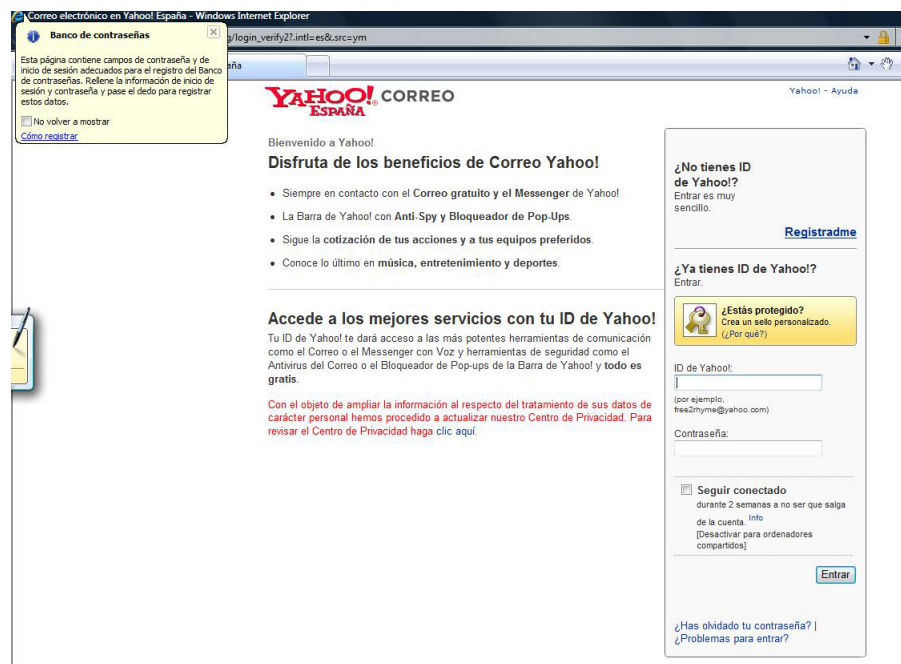 Correo electrónico en Yahoo! España - Windows Internet Explorer
Banco de contraseñas
Esta página contiene campos de contraseña y de
inicio de sesión adecuados para el registro del Banco
de contraseñas. Rellene la información de inicio de
sesión y contraseña y pase el dedo para registrar
estos datos.
No volver a mostrar
Cómo registrar
/login_verify2?.intl=es&.src=ym
YAHOO! CORREO
ESPAÑA
Yahoo! - Ayuda
Bienvenido a Yahoo!
Disfruta de los beneficios de Correo Yahoo!
• Siempre en contacto con el Correo gratuito y el Messenger de Yahoo!
• La Barra de Yahoo! con Anti-Spy y Bloqueador de Pop-Ups.
• Sigue la cotización de tus acciones y a tus equipos preferidos.
• Conoce lo último en música, entretenimiento y deportes.
Accede a los mejores servicios con tu ID de Yahoo!
Tu ID de Yahoo! te dará acceso a las más potentes herramientas de comunicación
como el Correo o el Messenger con Voz y herramientas de seguridad como el
Antivirus del Correo o el Bloqueador de Pop-ups de la Barra de Yahoo! y todo es
gratis.
Con el objeto de ampliar la información al respecto del tratamiento de sus datos de
carácter personal hemos procedido a actualizar nuestro Centro de Privacidad. Para
revisar el Centro de Privacidad haga clic aquí.
¿No tienes ID
de Yahoo!?
Entrar es muy
sencillo.
Registradme
¿Ya tienes ID de Yahoo!?
Entrar.
¿Estás protegido?
Crea un sello personalizado.
(¿Por qué?)
ID de Yahoo!:
(por ejemplo,
free2rhyme@yahoo.com)
Contraseña:
Seguir conectado
durante 2 semanas a no ser que salga
de la cuenta. Info
[Desactivar para ordenadores
compartidos]
Entrar
¿Has olvidado tu contraseña? |
¿Problemas para entrar?